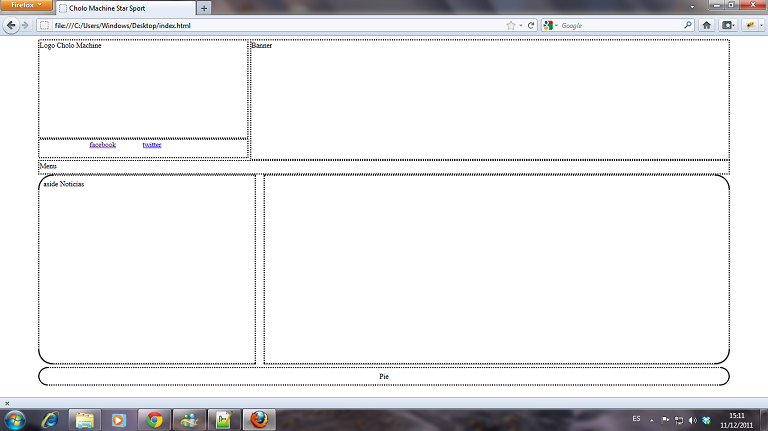 Firefox
Cholo Machine Star Sport
file:///C:/Users/Windows/Desktop/index.html
Google
Logo Cholo Machine
Banner
facebook twitter
Menu
aside Noticias
Pie
ES
15:11
11/12/2011